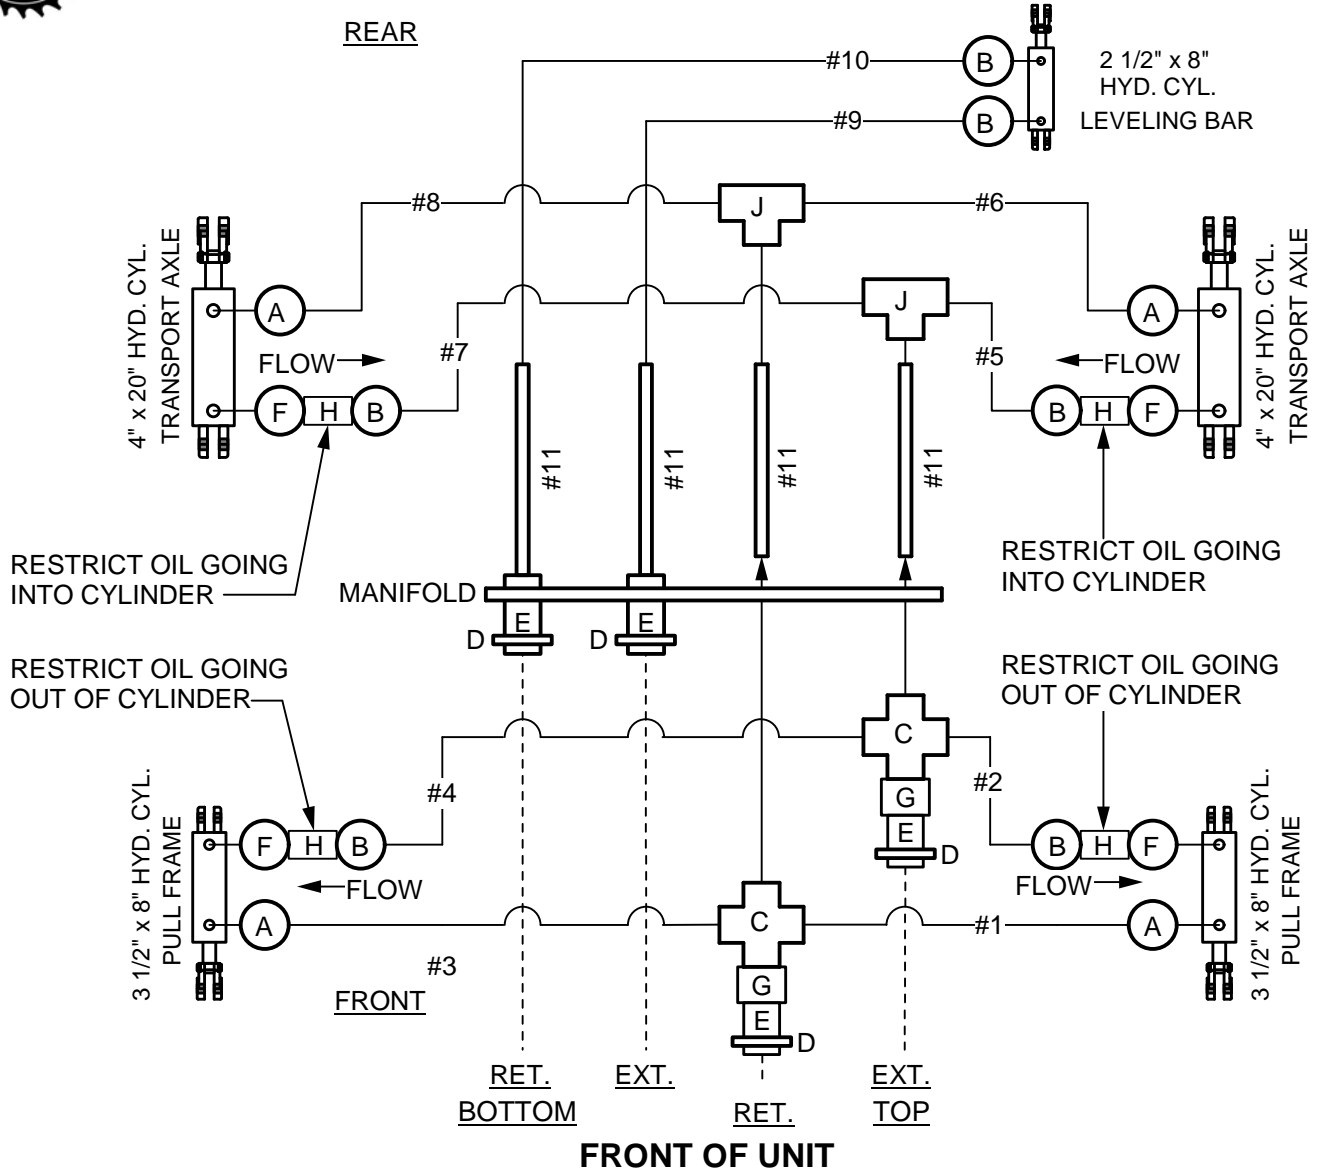 REAR
#10
B
2 1/2" x 8"
HYD. CYL.
LEVELING BAR
#9
B
#8
J
#6
4" x 20" HYD. CYL.
TRANSPORT AXLE
A
A
4" x 20" HYD. CYL.
TRANSPORT AXLE
J
FLOW
#7
#5
FLOW
F
H
B
B
H
F
#11
#11
#11
#11
RESTRICT OIL GOING
INTO CYLINDER
RESTRICT OIL GOING
INTO CYLINDER
MANIFOLD
D
E
D
E
RESTRICT OIL GOING
OUT OF CYLINDER
RESTRICT OIL GOING
OUT OF CYLINDER
C
#4
#2
G
E
D
3 1/2" x 8" HYD. CYL.
PULL FRAME
F
H
B
B
H
F
3 1/2" x 8" HYD. CYL.
PULL FRAME
FLOW
FLOW
A
C
#1
A
#3
FRONT
G
E
D
RET.
BOTTOM
EXT.
RET.
EXT.
TOP
FRONT OF UNIT